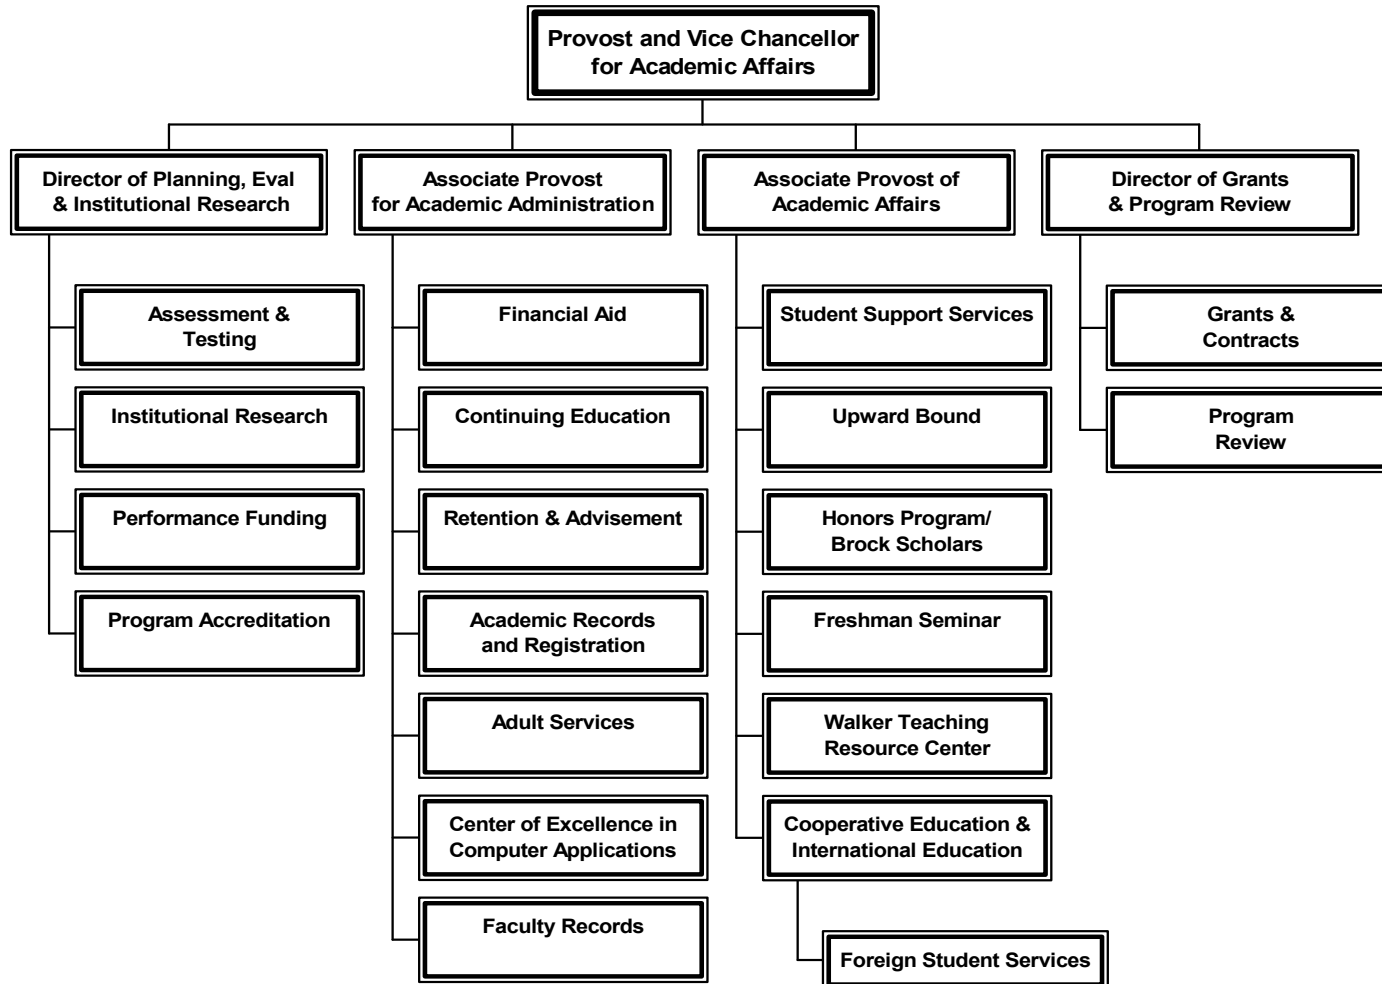 Provost and Vice Chancellor
for Academic Affairs
Director of Planning, Eval
& Institutional Research
Associate Provost
for Academic Administration
Associate Provost of
Academic Affairs
Director of Grants
& Program Review
Assessment &
Testing
Institutional Research
Performance Funding
Program Accreditation
Financial Aid
Continuing Education
Retention & Advisement
Academic Records
and Registration
Adult Services
Center of Excellence in
Computer Applications
Faculty Records
Student Support Services
Upward Bound
Honors Program/
Brock Scholars
Freshman Seminar
Walker Teaching
Resource Center
Cooperative Education &
International Education
Foreign Student Services
Grants &
Contracts
Program
Review